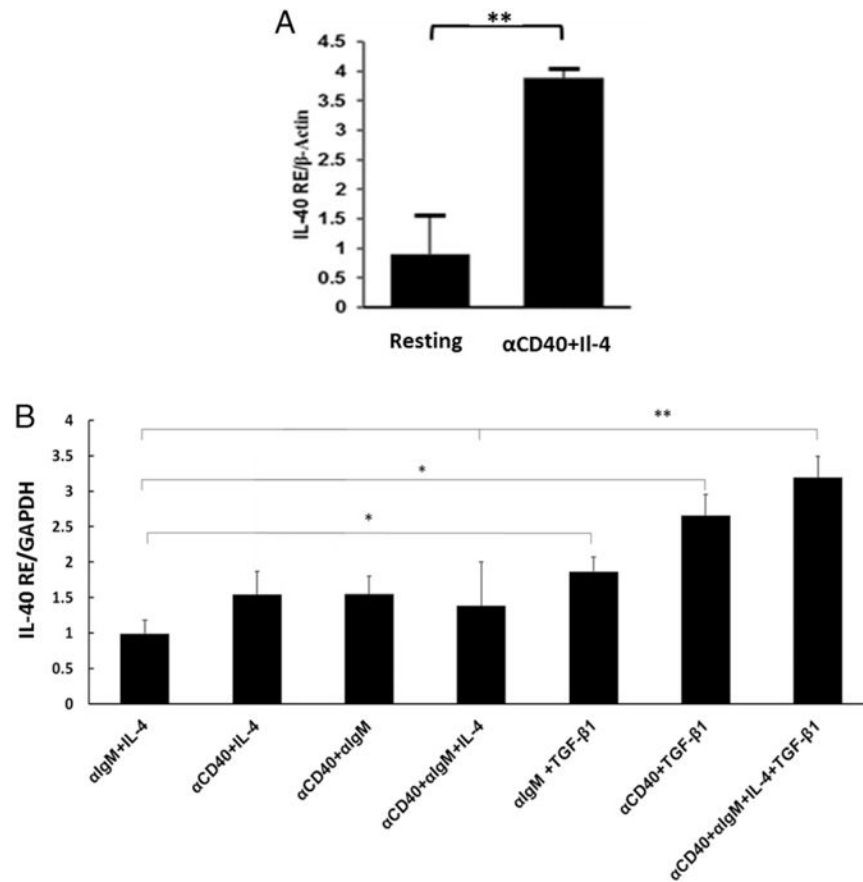 A
**
4.5
4
3.5
3
2.5
2
1.5
1
0.5
0
IL-40 RE/β-Actin
Resting αCD40+Il-4
B
**
*
*
4
3.5
3
2.5
2
1.5
1
0.5
0
IL-40 RE/GAPDH
αIgM+IL-4
αCD40+IL-4
αCD40+αIgM
αCD40+αIgM+IL-4
αIgM +TGF-β1
αCD40+TGF-β1
αCD40+αIgM+IL-4+TGF-β1